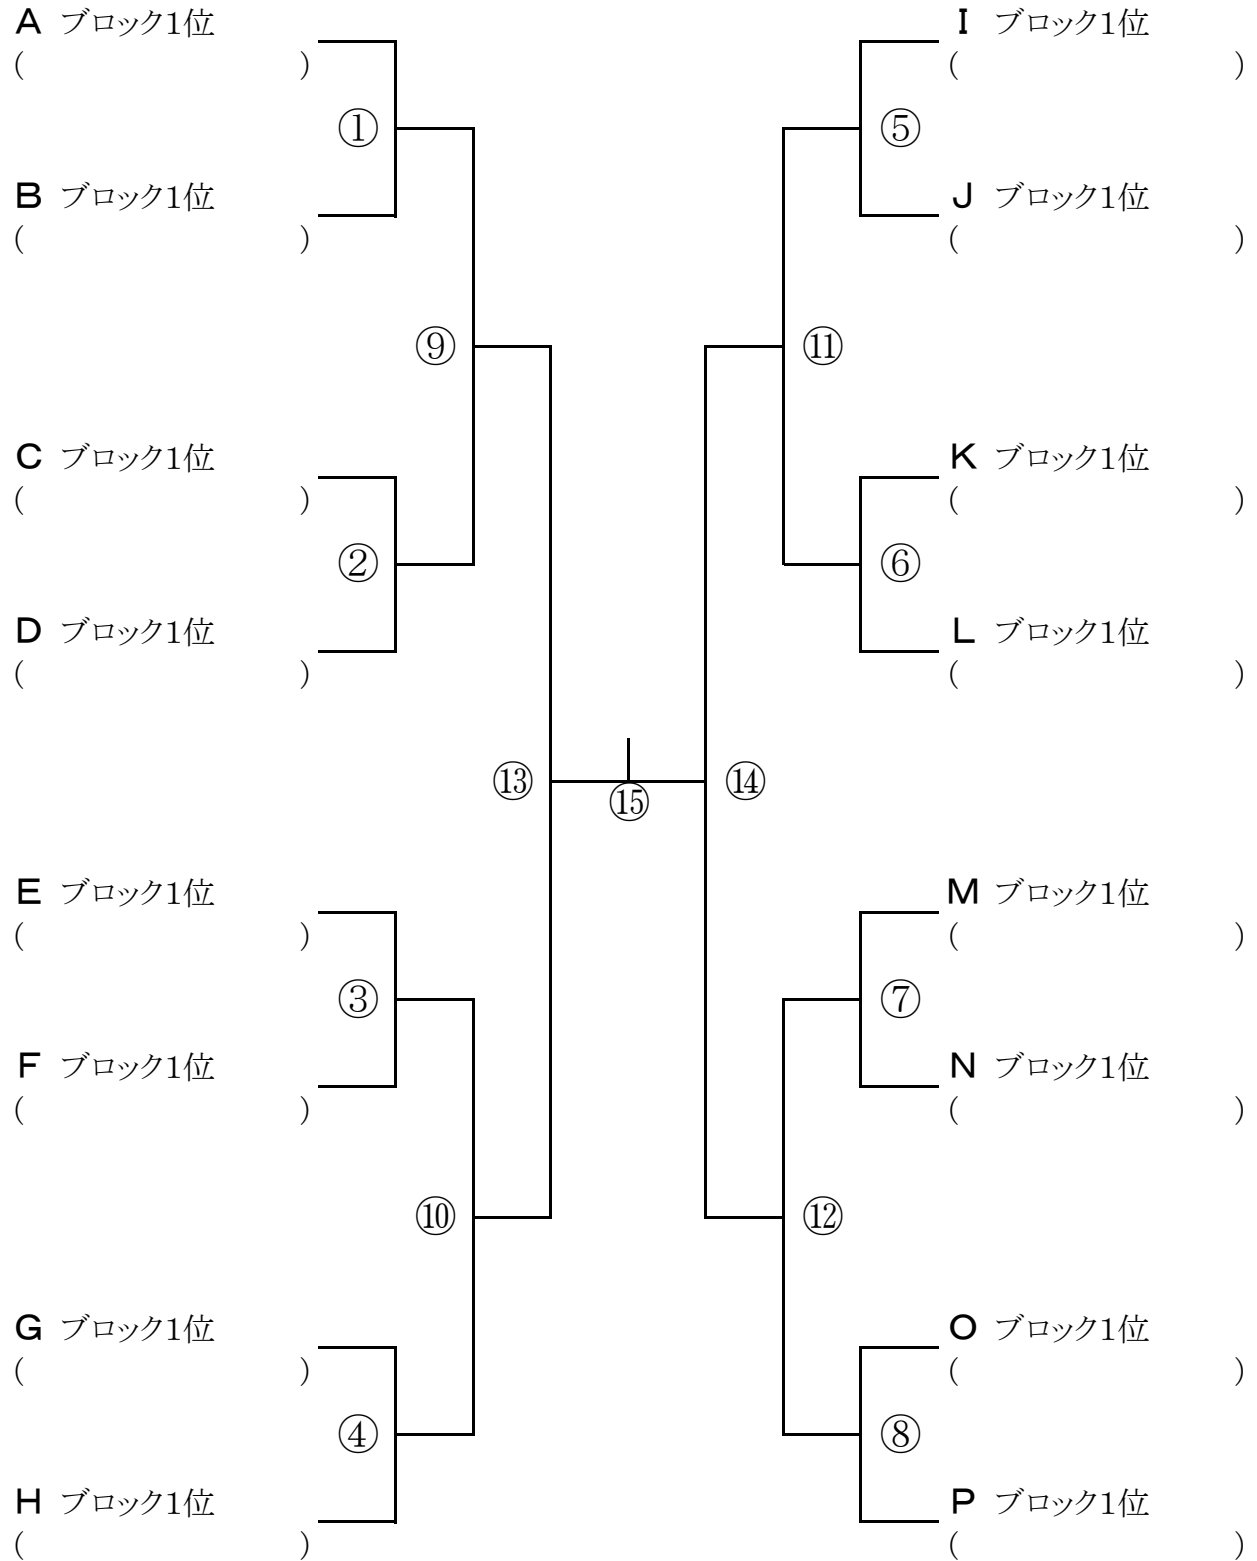 A ブロック1位
( )
①
B ブロック1位
( )
⑨
C ブロック1位
( )
②
D ブロック1位
( )
⑬
E ブロック1位
( )
③
F ブロック1位
( )
⑩
G ブロック1位
( )
④
H ブロック1位
( )
⑮
I ブロック1位
( )
⑤
J ブロック1位
( )
⑪
K ブロック1位
( )
⑥
L ブロック1位
( )
⑭
M ブロック1位
( )
⑦
N ブロック1位
( )
⑫
O ブロック1位
( )
⑧
P ブロック1位
( )